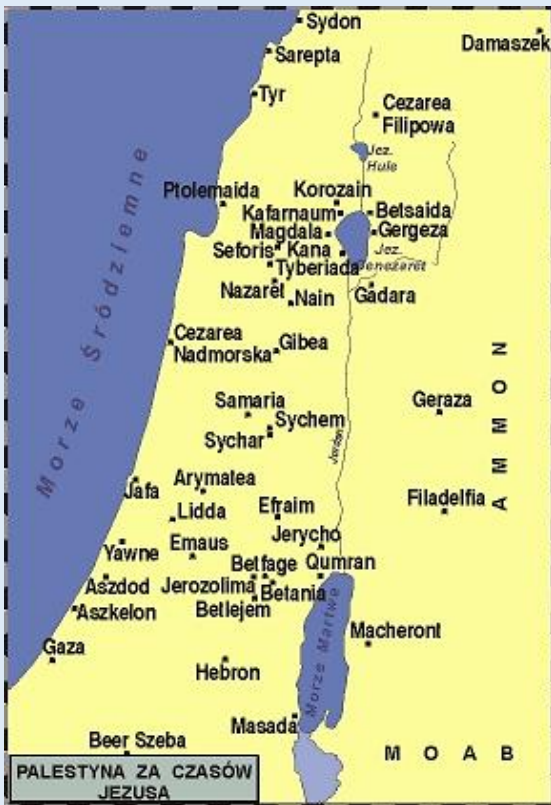 Sydon
Damaszek
Sarepta
Tyr
Cezarea
Filipowa
Jez.
Hule
Ptolemaida
Korozain
Kafarnaum
Betsaida
Magdala
Gergeza
Seforis
Kana
Jez.
Genezaret
Tyberiada
Nazaret
Nain
Gadara
Morze Śródziemne
Cezarea
Nadmorska
Gibea
AMMON
Samaria
Geraza
Sychem
Sychar
Jordan
Jafa
Arymatea
Lidda
Efraim
Filadelfia
Jerycho
Yawne
Emaus
Betfage
Qumran
Aszdod
Jerozolima
Betania
Aszkelon
Betlejem
Morze Martwe
Macheront
Gaza
Hebron
Masada
Beer Szeba
MOAB
PALESTYNA ZA CZASÓW
JEZUSA